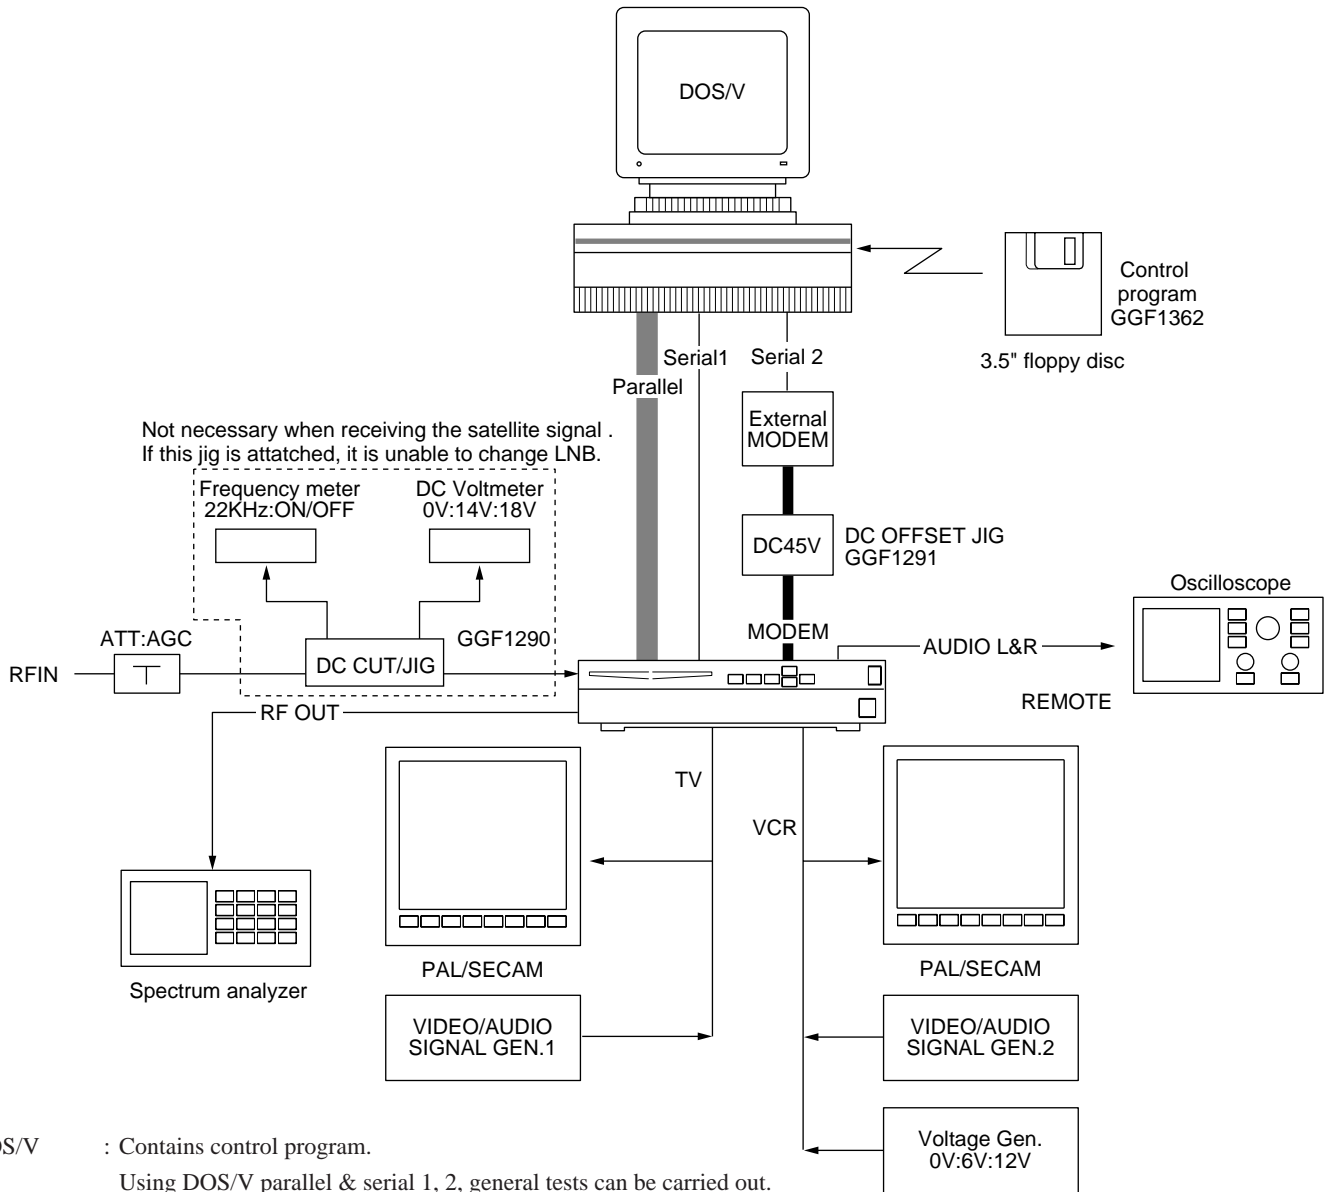 DOS/V
Control
program
GGF1362
3.5" floppy disc
Serial1
Serial 2
Parallel
External
MODEM
Not necessary when receiving the satellite signal .
If this jig is attatched, it is unable to change LNB.
Frequency meter
22KHz:ON/OFF
DC Voltmeter
0V:14V:18V
DC45V
DC OFFSET JIG
GGF1291
Oscilloscope
ATT:AGC
GGF1290
MODEM
AUDIO L&R
RFIN
DC CUT/JIG
REMOTE
RF OUT
TV
VCR
PAL/SECAM
PAL/SECAM
Spectrum analyzer
VIDEO/AUDIO
SIGNAL GEN.1
VIDEO/AUDIO
SIGNAL GEN.2
Voltage Gen.
0V:6V:12V
S/V : Contains control program.
Using DOS/V parallel & serial 1, 2, general tests can be carried out.